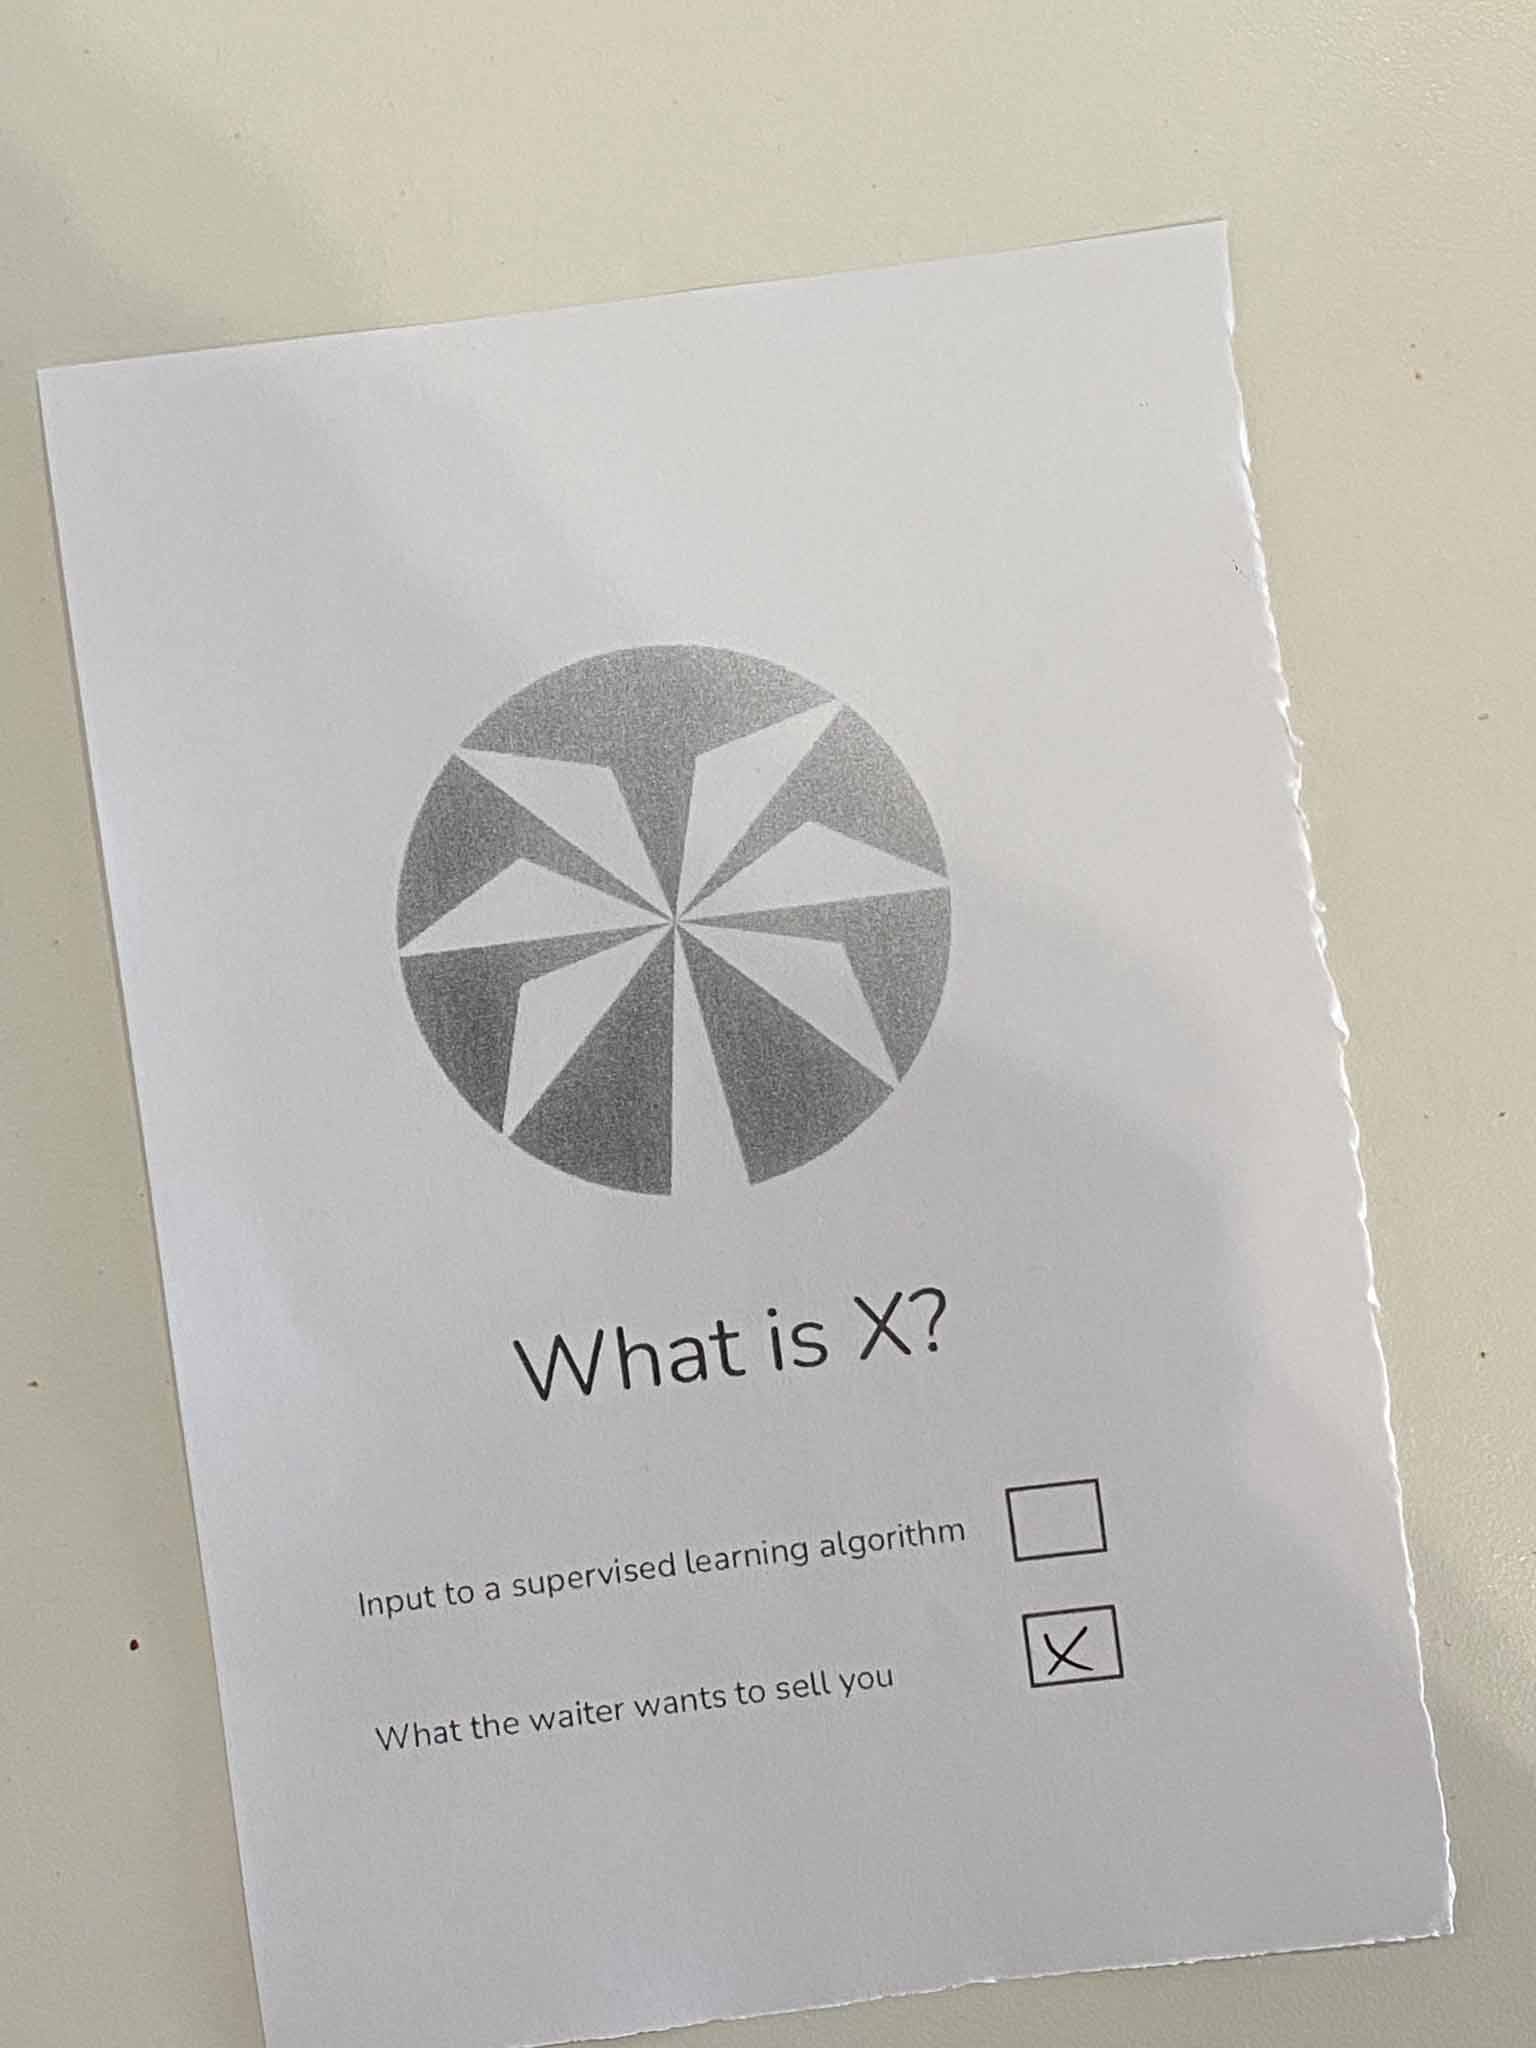 What is X?
Input to a supervised learning algorithm
What the waiter wants to sell you X